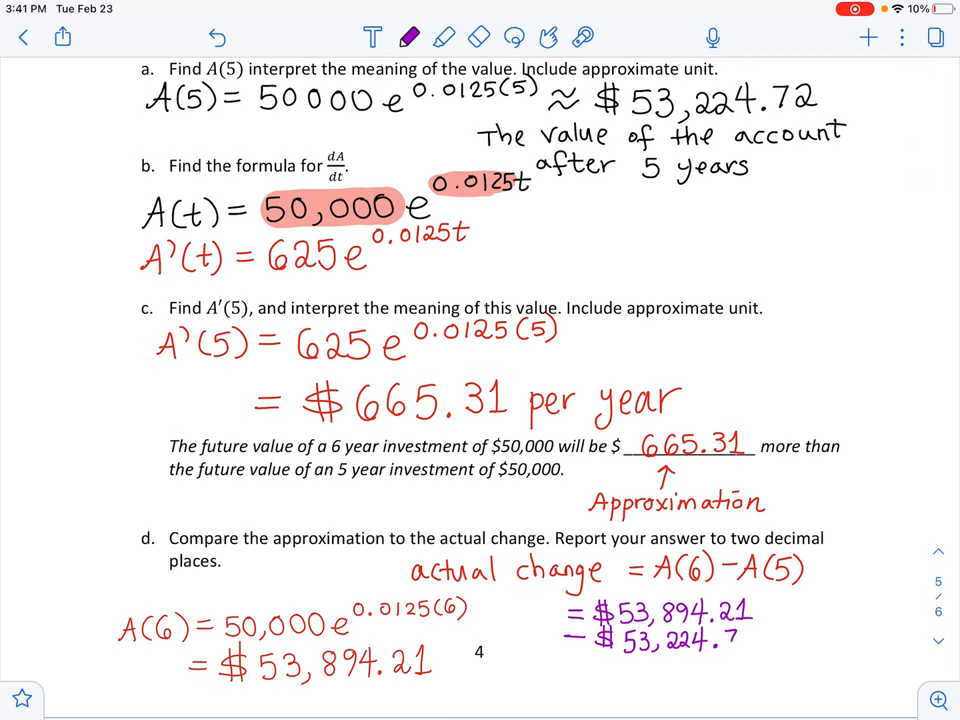 3:41 PM Tue Feb 23
10%
a. Find A(5) interpret the meaning of the value. Include approximate unit.
A(5) = 50000 e^0.0125(5) ≈ $53,224.72
The value of the account
after 5 years
b. Find the formula for dA/dt.
A(t) = 50,000 e^0.0125t
A'(t) = 625 e^0.0125t
c. Find A′(5), and interpret the meaning of this value. Include approximate unit.
A'(5) = 625 e^0.0125(5)
= $665.31 per year
The future value of a 6 year investment of $50,000 will be $ 665.31 more than
the future value of an 5 year investment of $50,000.
↑
Approximation
d. Compare the approximation to the actual change. Report your answer to two decimal
places.
actual change = A(6) - A(5)
= $53,894.21
- $53,224.7
A(6) = 50,000 e^0.0125(6)
= $53,894.21
4
5
/
6